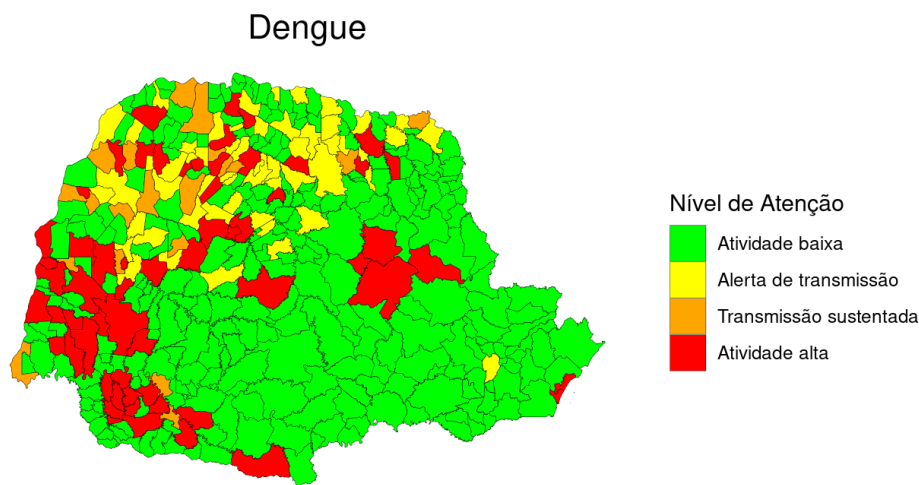 Dengue
Nível de Atenção
Atividade baixa
Alerta de transmissão
Transmissão sustentada
Atividade alta